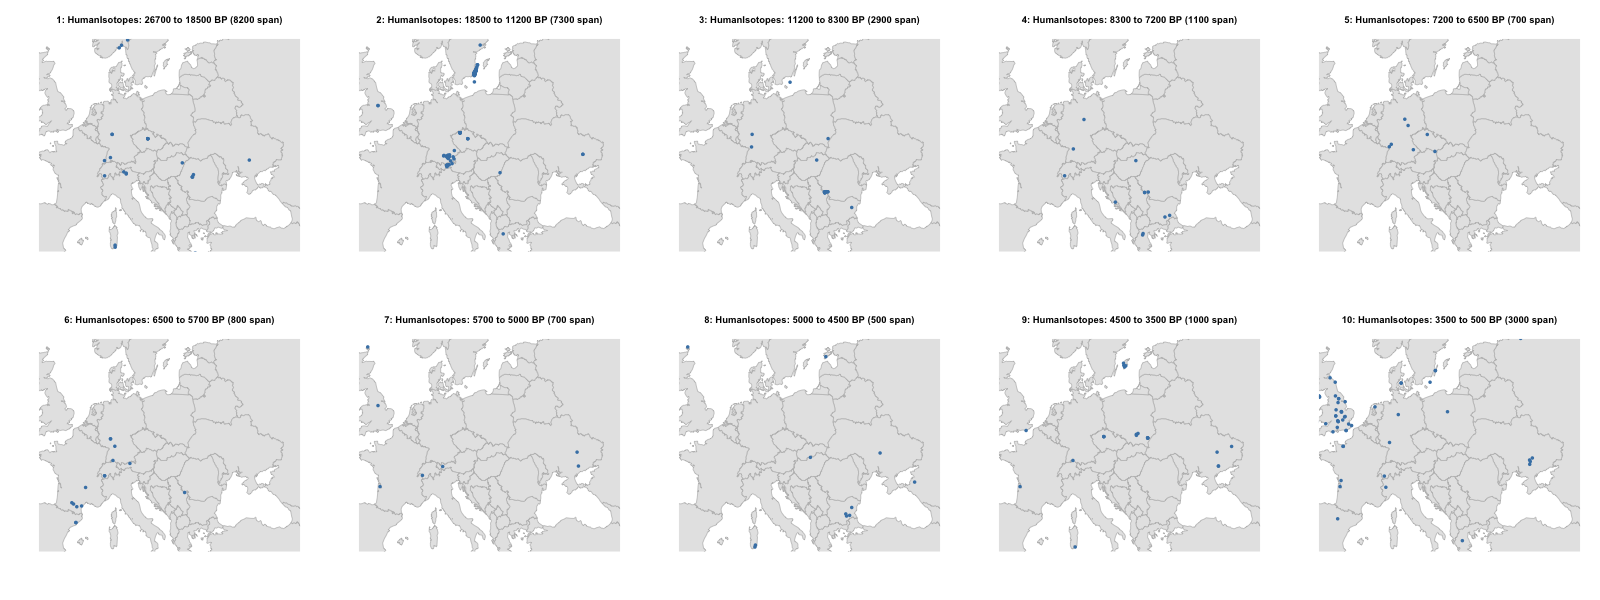 1: HumanIsotopes: 26700 to 18500 BP (8200 span)
2: HumanIsotopes: 18500 to 11200 BP (7300 span)
3: HumanIsotopes: 11200 to 8300 BP (2900 span)
4: HumanIsotopes: 8300 to 7200 BP (1100 span)
5: HumanIsotopes: 7200 to 6500 BP (700 span)
6: HumanIsotopes: 6500 to 5700 BP (800 span)
7: HumanIsotopes: 5700 to 5000 BP (700 span)
8: HumanIsotopes: 5000 to 4500 BP (500 span)
9: HumanIsotopes: 4500 to 3500 BP (1000 span)
10: HumanIsotopes: 3500 to 500 BP (3000 span)